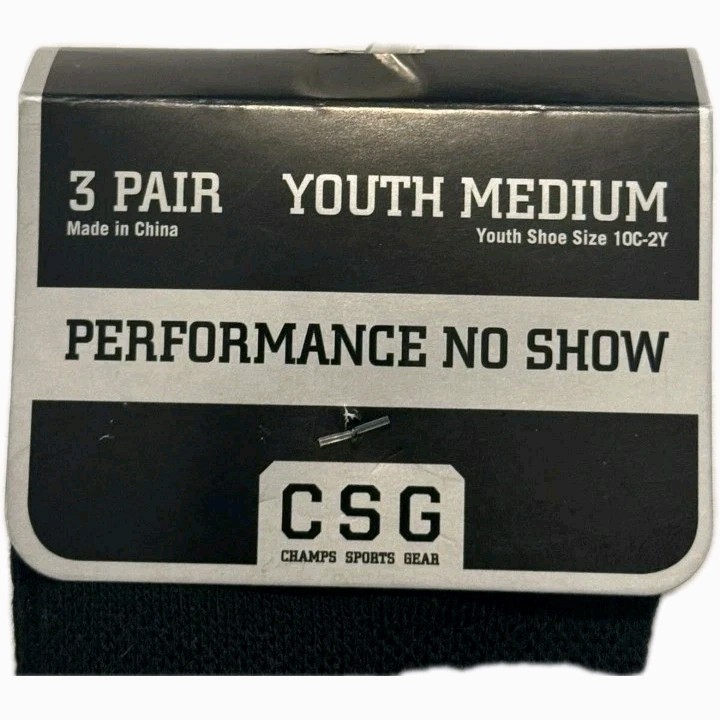 3 PAIR YOUTH MEDIUM
Made in China Youth Shoe Size 10C-2Y
PERFORMANCE NO SHOW
CSG
CHAMPS SPORTS GEAR